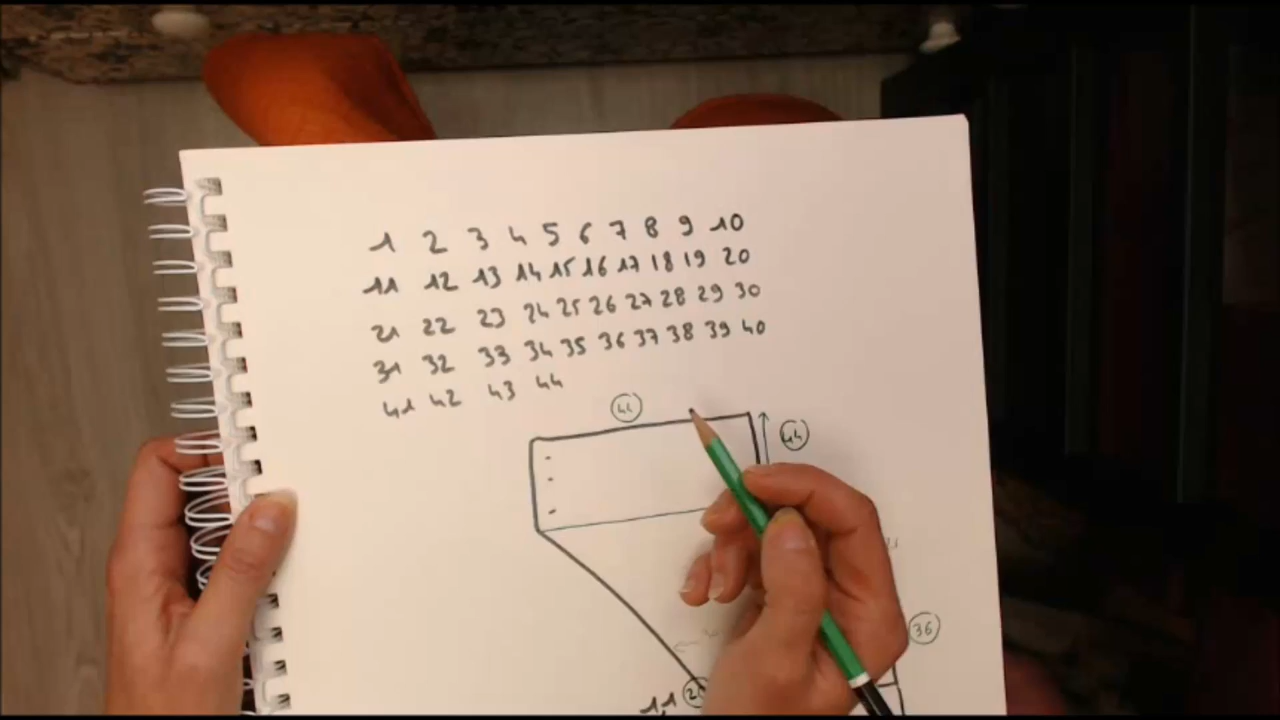 1 2 3 4 5 6 7 8 9 10
11 12 13 14 15 16 17 18 19 20
21 22 23 24 25 26 27 28 29 30
31 32 33 34 35 36 37 38 39 40
41 42 43 44
44
44
36
11